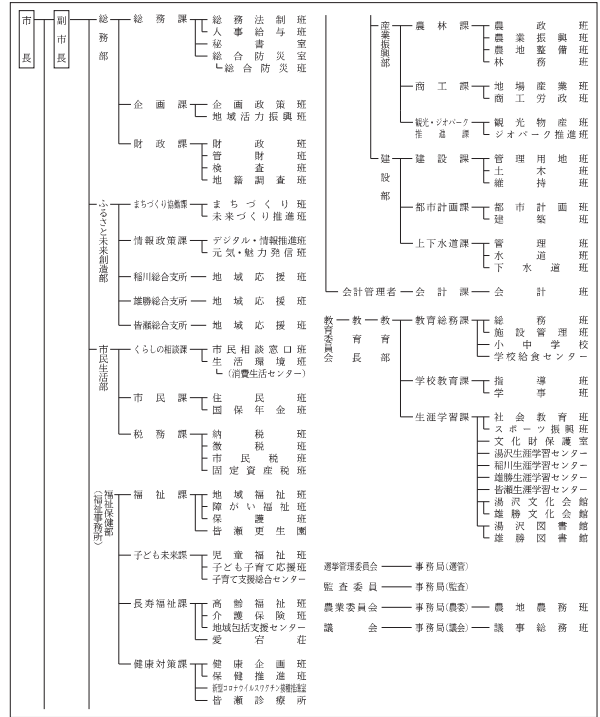 市長
副市長
総務部
総務課
総務法制班
人事給与班
秘書室
総合防災室
総合防災班
企画課
企画政策班
地域活力振興班
財政課
財政班
管財班
検査班
地籍調査班
ふるさと未来創造部
まちづくり協働課
まちづくり班
未来づくり推進班
情報政策課
デジタル・情報推進班
元気・魅力発信班
稲川総合支所
地域応援班
雄勝総合支所
地域応援班
皆瀬総合支所
地域応援班
市民生活部
くらしの相談課
市民相談窓口班
生活環境班
(消費生活センター)
市民課
住民班
国保年金班
税務課
納税班
徴税班
市民税班
固定資産税班
福祉保健部
(福祉事務所)
福祉課
地域福祉班
障がい福祉班
保護班
皆瀬更生園
子ども未来課
児童福祉班
子ども子育て応援班
子育て支援総合センター
長寿福祉課
高齢福祉班
介護保険班
地域包括支援センター
愛宕荘
健康対策課
健康企画班
保健推進班
新型コロナウイルスワクチン接種推進室
皆瀬診療所
産業振興部
農林課
農政班
農業振興班
農地整備班
林務班
商工課
地場産業班
商工労政班
観光・ジオパーク
推進課
観光物産班
ジオパーク推進班
建設部
建設課
管理用地班
土木班
維持班
都市計画課
都市計画班
建築班
上下水道課
管理班
水道班
下水道班
会計管理者
会計課
会計班
教育委員会
教育長
教育部
教育総務課
総務班
施設管理班
小中学校
学校給食センター
学校教育課
指導班
学事班
生涯学習課
社会教育班
スポーツ振興班
文化財保護室
湯沢生涯学習センター
稲川生涯学習センター
雄勝生涯学習センター
皆瀬生涯学習センター
湯沢文化会館
雄勝文化会館
湯沢図書館
雄勝図書館
選挙管理委員会
事務局(選管)
監査委員
事務局(監査)
農業委員会
事務局(農委)
農地農務班
議会
事務局(議会)
議事総務班